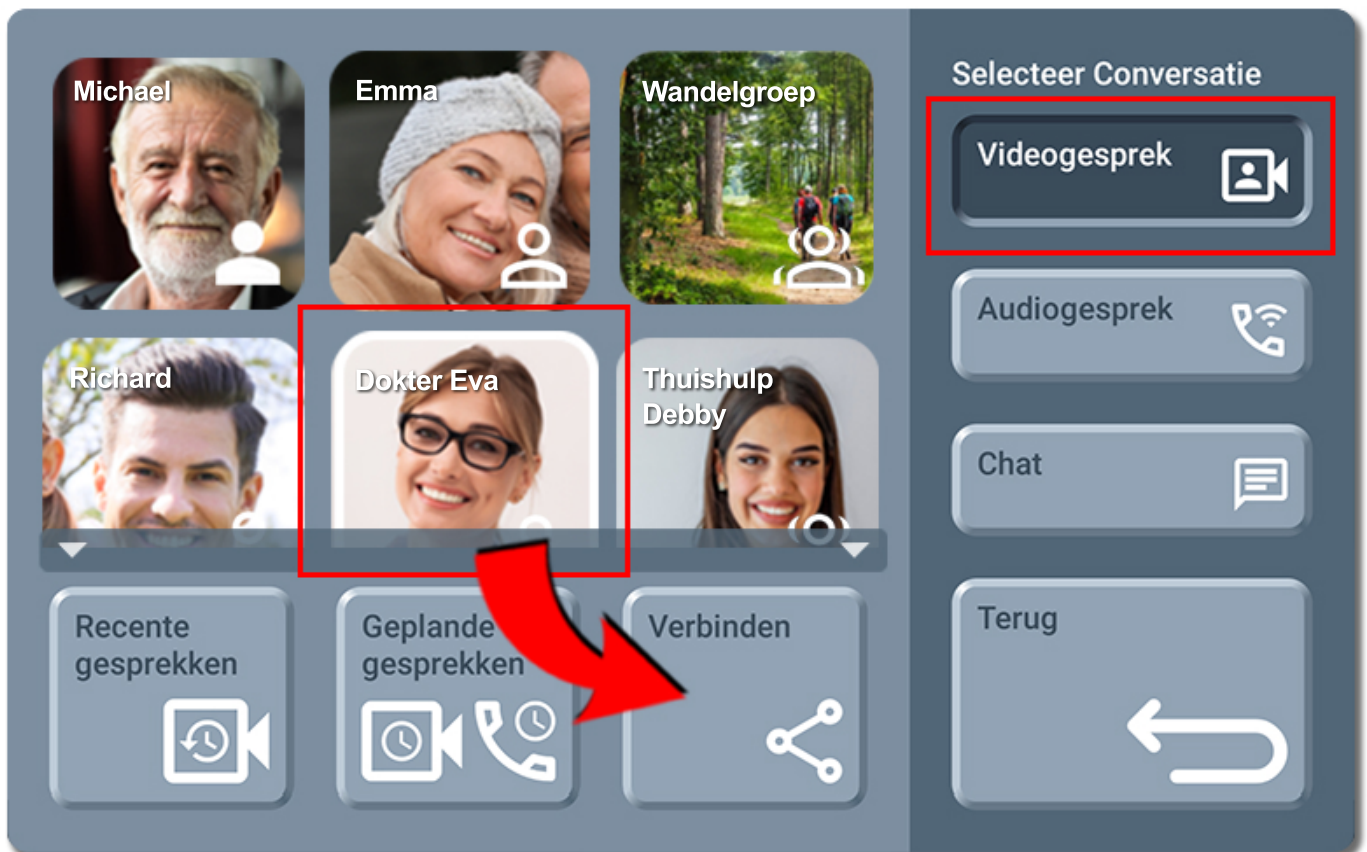 Michael
Emma
Wandelgroep
Richard
Dokter Eva
Thuishulp
Debby
Recente
gesprekken
Geplande
gesprekken
Verbinden
Selecteer Conversatie
Videogesprek
Audiogesprek
Chat
Terug